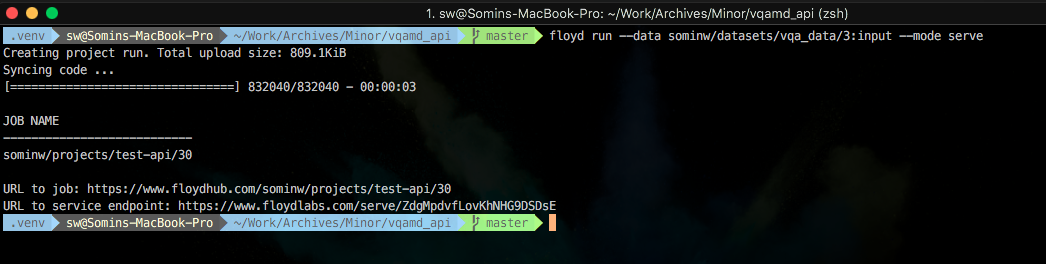 1. sw@Somins-MacBook-Pro: ~/Work/Archives/Minor/vqamd_api (zsh)
.venv sw@Somins-MacBook-Pro ~/Work/Archives/Minor/vqamd_api master floyd run --data sominw/datasets/vqa_data/3:input --mode serve
Creating project run. Total upload size: 809.1KiB
Syncing code ...
[================================] 832040/832040 - 00:00:03
JOB NAME
---------------------------
sominw/projects/test-api/30
URL to job: https://www.floydhub.com/sominw/projects/test-api/30
URL to service endpoint: https://www.floydlabs.com/serve/ZdgMpdvfLovKhNHG9DSDsE
.venv sw@Somins-MacBook-Pro ~/Work/Archives/Minor/vqamd_api master